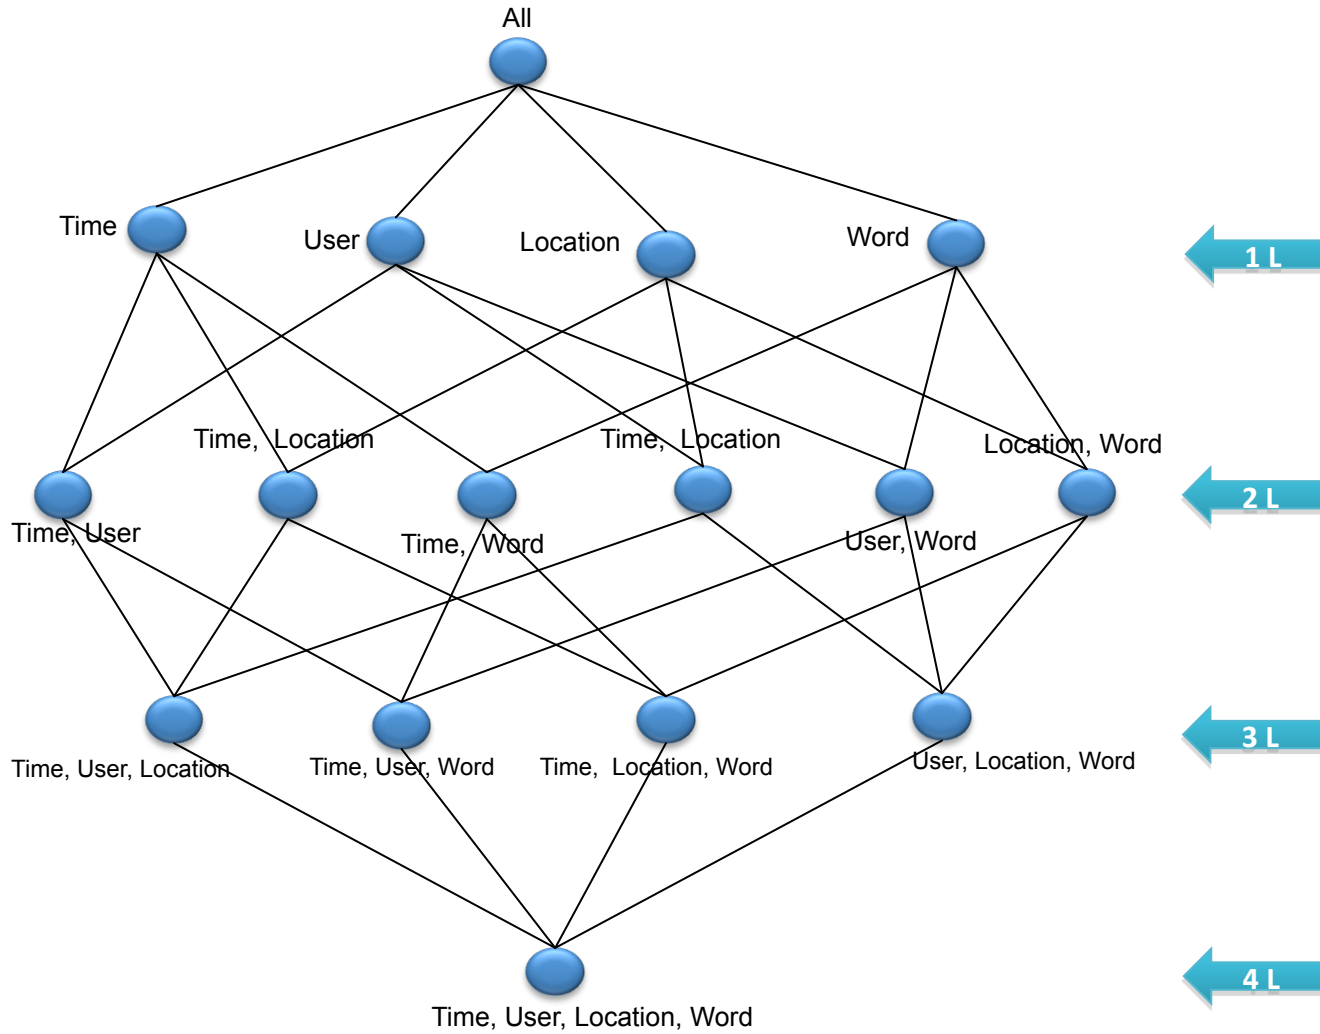 All
Time
User
Location
Word
1 L
Time, Location
Time, Location
Location, Word
2 L
Time, User
Time, Word
User, Word
3 L
Time, User, Location
Time, User, Word
Time, Location, Word
User, Location, Word
4 L
Time, User, Location, Word